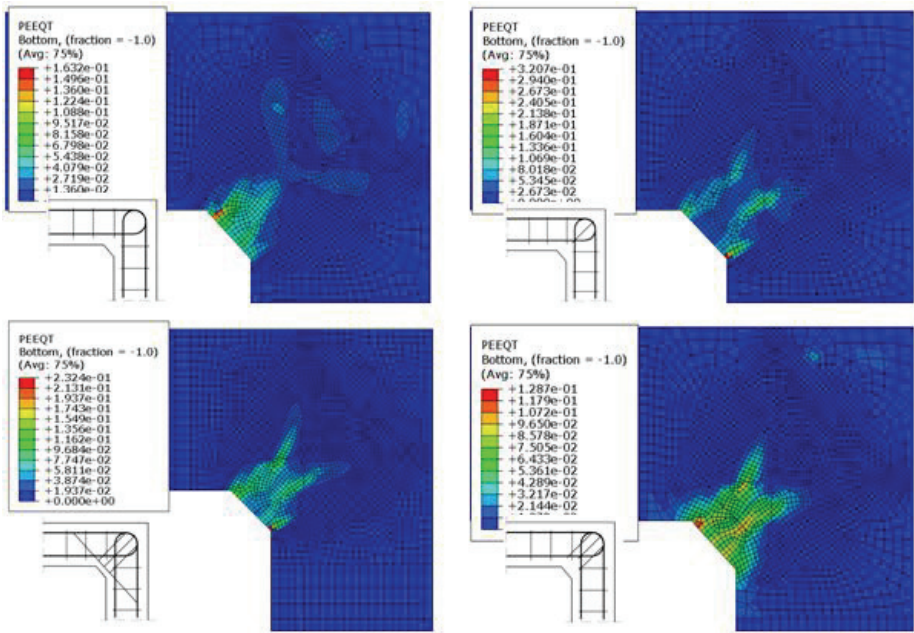 PEEQT
Bottom, (fraction = -1.0)
(Avg: 75%)
+1.632e-01
+1.496e-01
+1.360e-01
+1.224e-01
+1.088e-01
+9.517e-02
+8.158e-02
+6.798e-02
+5.438e-02
+4.079e-02
+2.719e-02
+1.360e-02
PEEQT
Bottom, (fraction = -1.0)
(Avg: 75%)
+3.207e-01
+2.940e-01
+2.673e-01
+2.405e-01
+2.138e-01
+1.871e-01
+1.604e-01
+1.336e-01
+1.069e-01
+8.018e-02
+5.345e-02
+2.673e-02
PEEQT
Bottom, (fraction = -1.0)
(Avg: 75%)
+2.324e-01
+2.131e-01
+1.937e-01
+1.743e-01
+1.549e-01
+1.356e-01
+1.162e-01
+9.684e-02
+7.747e-02
+5.811e-02
+3.874e-02
+1.937e-02
+0.000e+00
PEEQT
Bottom, (fraction = -1.0)
(Avg: 75%)
+1.287e-01
+1.179e-01
+1.072e-01
+9.650e-02
+8.578e-02
+7.505e-02
+6.433e-02
+5.361e-02
+4.289e-02
+3.217e-02
+2.144e-02